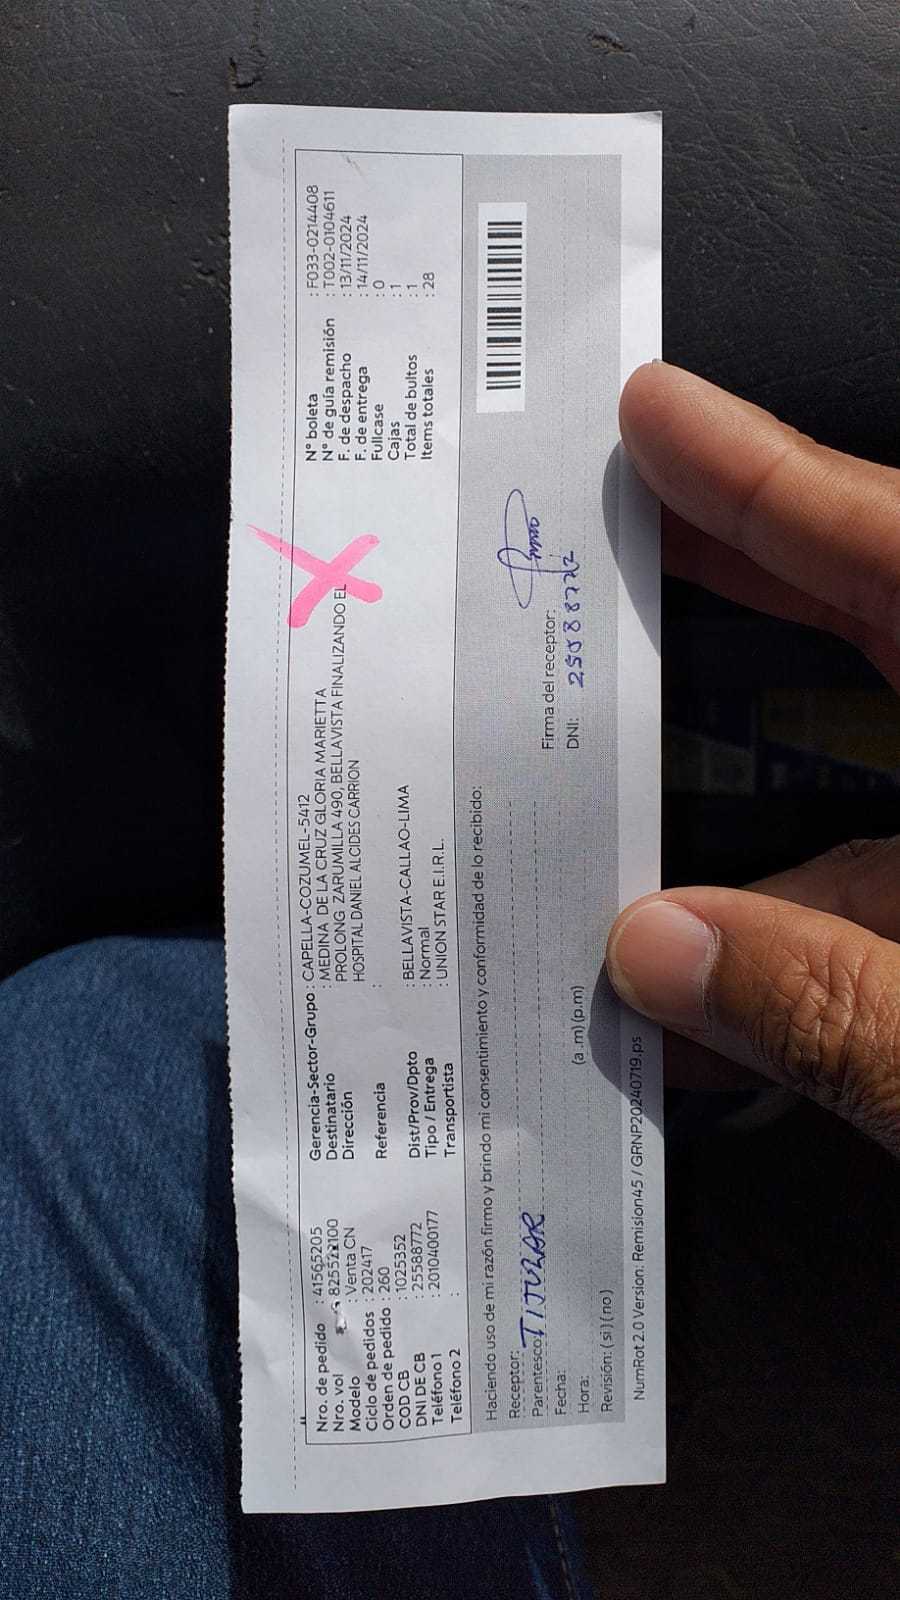 Nro. de pedido : 41565205
Nro. vol 825522100
Modelo : Venta CN
Ciclo de pedidos : 202417
Orden de pedido : 260
COD CB : 1025352
DNI DE CB : 25588772
Teléfono 1 : 2010400177
Teléfono 2 :
Gerencia-Sector-Grupo : CAPELLA-COZUMEL-5412
Destinatario : MEDINA DE LA CRUZ GLORIA MARIETTA
Dirección PROLONG ZARUMILLA 490, BELLAVISTA FINALIZANDO EL
HOSPITAL DANIEL ALCIDES CARRION
Referencia :
Dist/Prov/Dpto : BELLAVISTA-CALLAO-LIMA
Tipo / Entrega : Normal
Transportista : UNION STAR E.I.R.L.
N° boleta : F033-0214408
N° de guía remisión : T002-0104611
F. de despacho : 13/11/2024
F. de entrega : 14/11/2024
Fullcase : 0
Cajas : 1
Total de bultos : 1
Items totales : 28
Haciendo uso de mi razón firmo y brindo mi consentimiento y conformidad de lo recibido:
Receptor:
Parentesco: TITULAR
Fecha:
Hora: (a .m) (p.m)
Revisión: ( si ) ( no )
Firma del receptor:
DNI:
NumRot 2.0 Version: Remision45 / GRNP20240719.ps